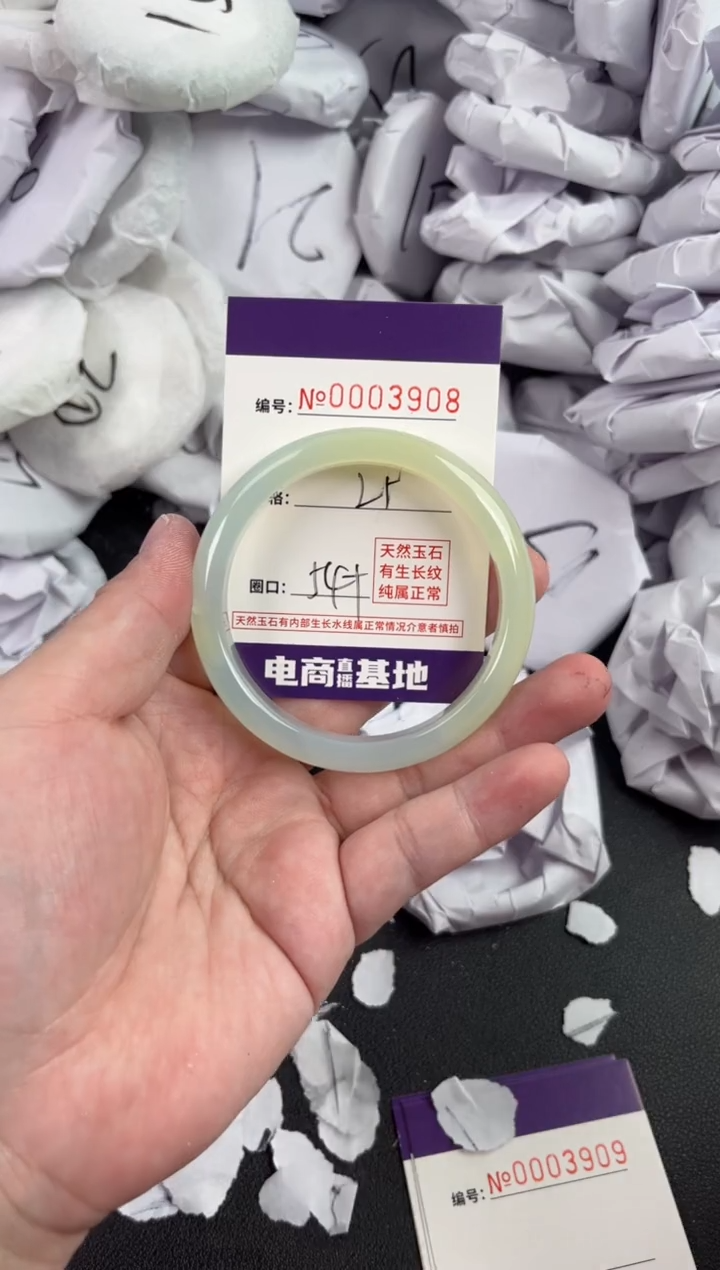 编号: №0003908
格:
圈口: 54+
天然玉石
有生长纹
纯属正常
天然玉石有内部生长水线属正常情况介意者慎拍
电商直播基地
编号: №0003909